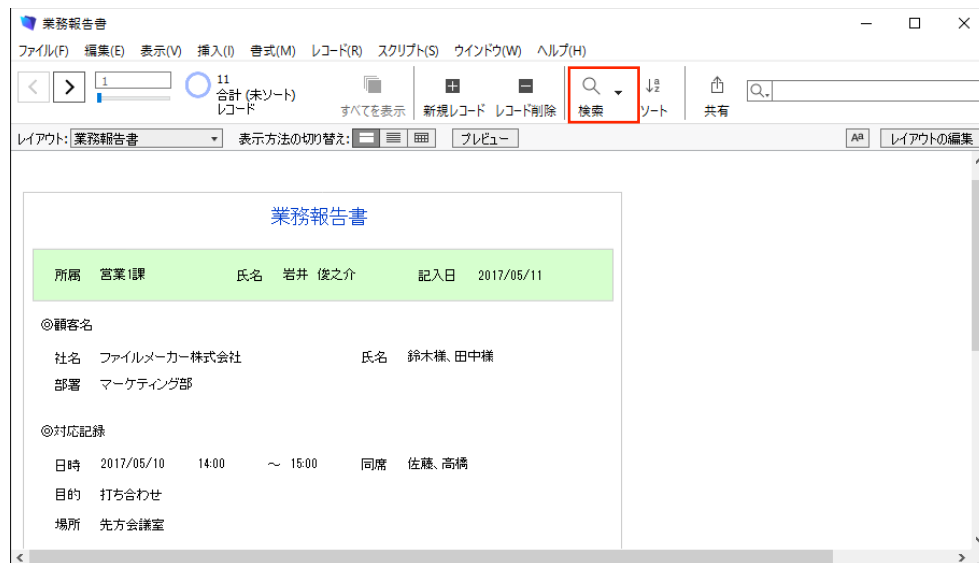 業務報告書
ファイル(F) 編集(E) 表示(V) 挿入(I) 書式(M) レコード(R) スクリプト(S) ウインドウ(W) ヘルプ(H)
1
11
合計 (未ソート)
レコード
すべてを表示 新規レコード レコード削除 検索 ソート 共有
レイアウト: 業務報告書 表示方法の切り替え: プレビュー Aa レイアウトの編集
業務報告書
所属 営業1課 氏名 岩井 俊之介 記入日 2017/05/11
◎顧客名
社名 ファイルメーカー株式会社 氏名 鈴木様、田中様
部署 マーケティング部
◎対応記録
日時 2017/05/10 14:00 ～ 15:00 同席 佐藤、高橋
目的 打ち合わせ
場所 先方会議室